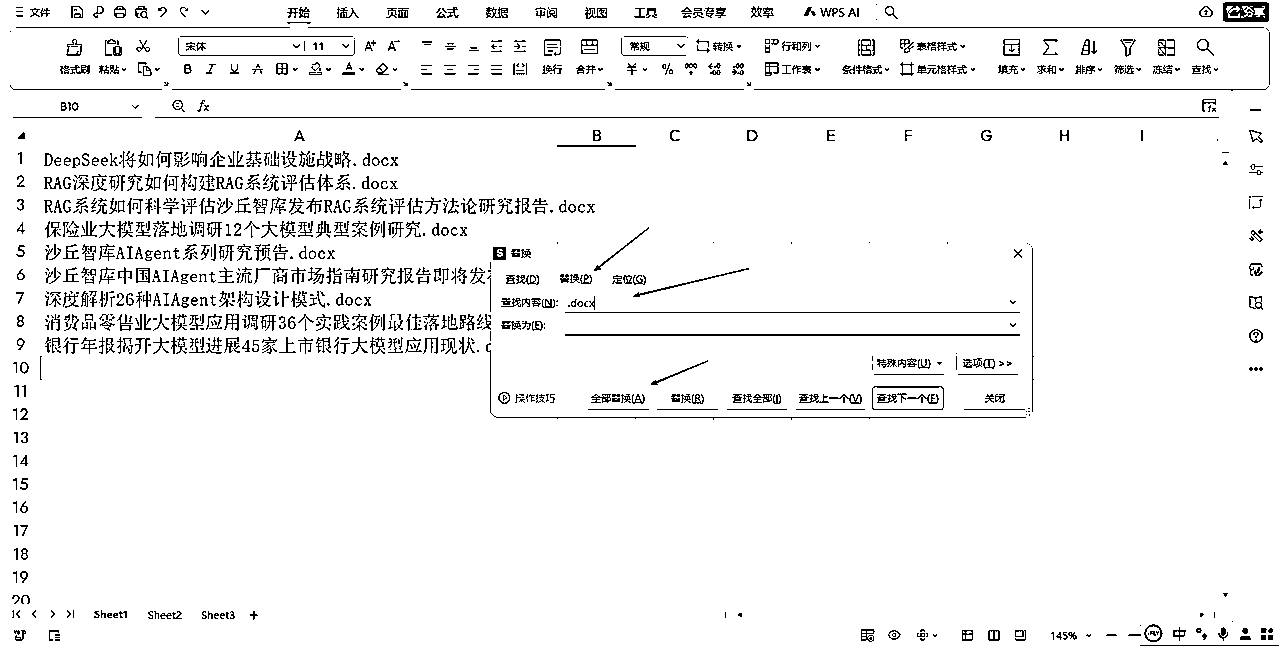 三 文件 开始 插入 页面 公式 数据 审阅 视图 工具 会员专享 效率 WPS AI
宋体 11 A+ A- 常规 转换 行和列 表格样式
格式刷 粘贴 B I U A 换行 合并 ¥ % 工作表 条件格式 单元格样式 填充 求和 排序 筛选 冻结 查找
B10 fx
A B C D E F G H I
1 DeepSeek将如何影响企业基础设施战略.docx
2 RAG深度研究如何构建RAG系统评估体系.docx
3 RAG系统如何科学评估沙丘智库发布RAG系统评估方法论研究报告.docx
4 保险业大模型落地调研12个大模型典型案例研究.docx
5 沙丘智库AIAgent系列研究预告.docx
6 沙丘智库中国AIAgent主流厂商市场指南研究报告即将发
7 深度解析26种AIAgent架构设计模式.docx
8 消费品零售业大模型应用调研36个实践案例最佳落地路线
9 银行年报揭开大模型进展45家上市银行大模型应用现状.d
10
11
12
13
14
15
16
17
18
19
20
S 替换
查找(D) 替换(P) 定位(G)
查找内容(N): .docx
替换为(E):
特殊内容(U) 选项(T) >>
操作技巧 全部替换(A) 替换(R) 查找全部(I) 查找上一个(V) 查找下一个(F) 关闭
Sheet1 Sheet2 Sheet3 +
145% 中